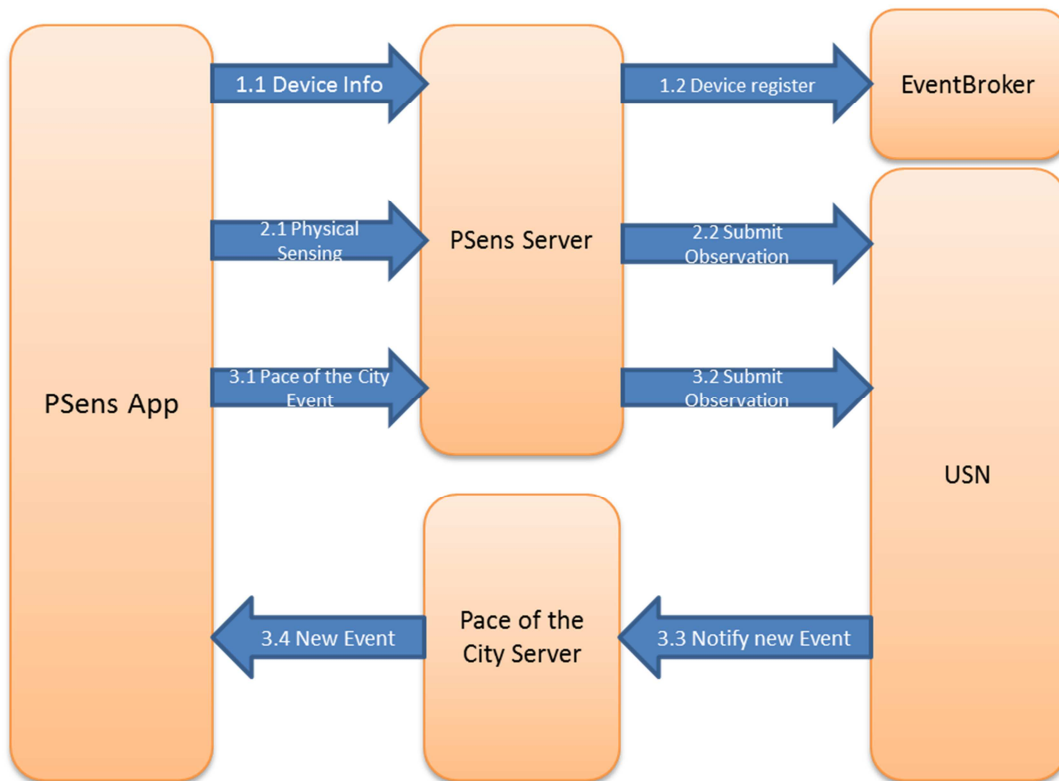 1.1 Device Info
1.2 Device register
EventBroker
2.1 Physical
Sensing
PSens Server
2.2 Submit
Observation
3.1 Pace of the City
Event
3.2 Submit
Observation
PSens App
USN
3.4 New Event
Pace of the
City Server
3.3 Notify new Event